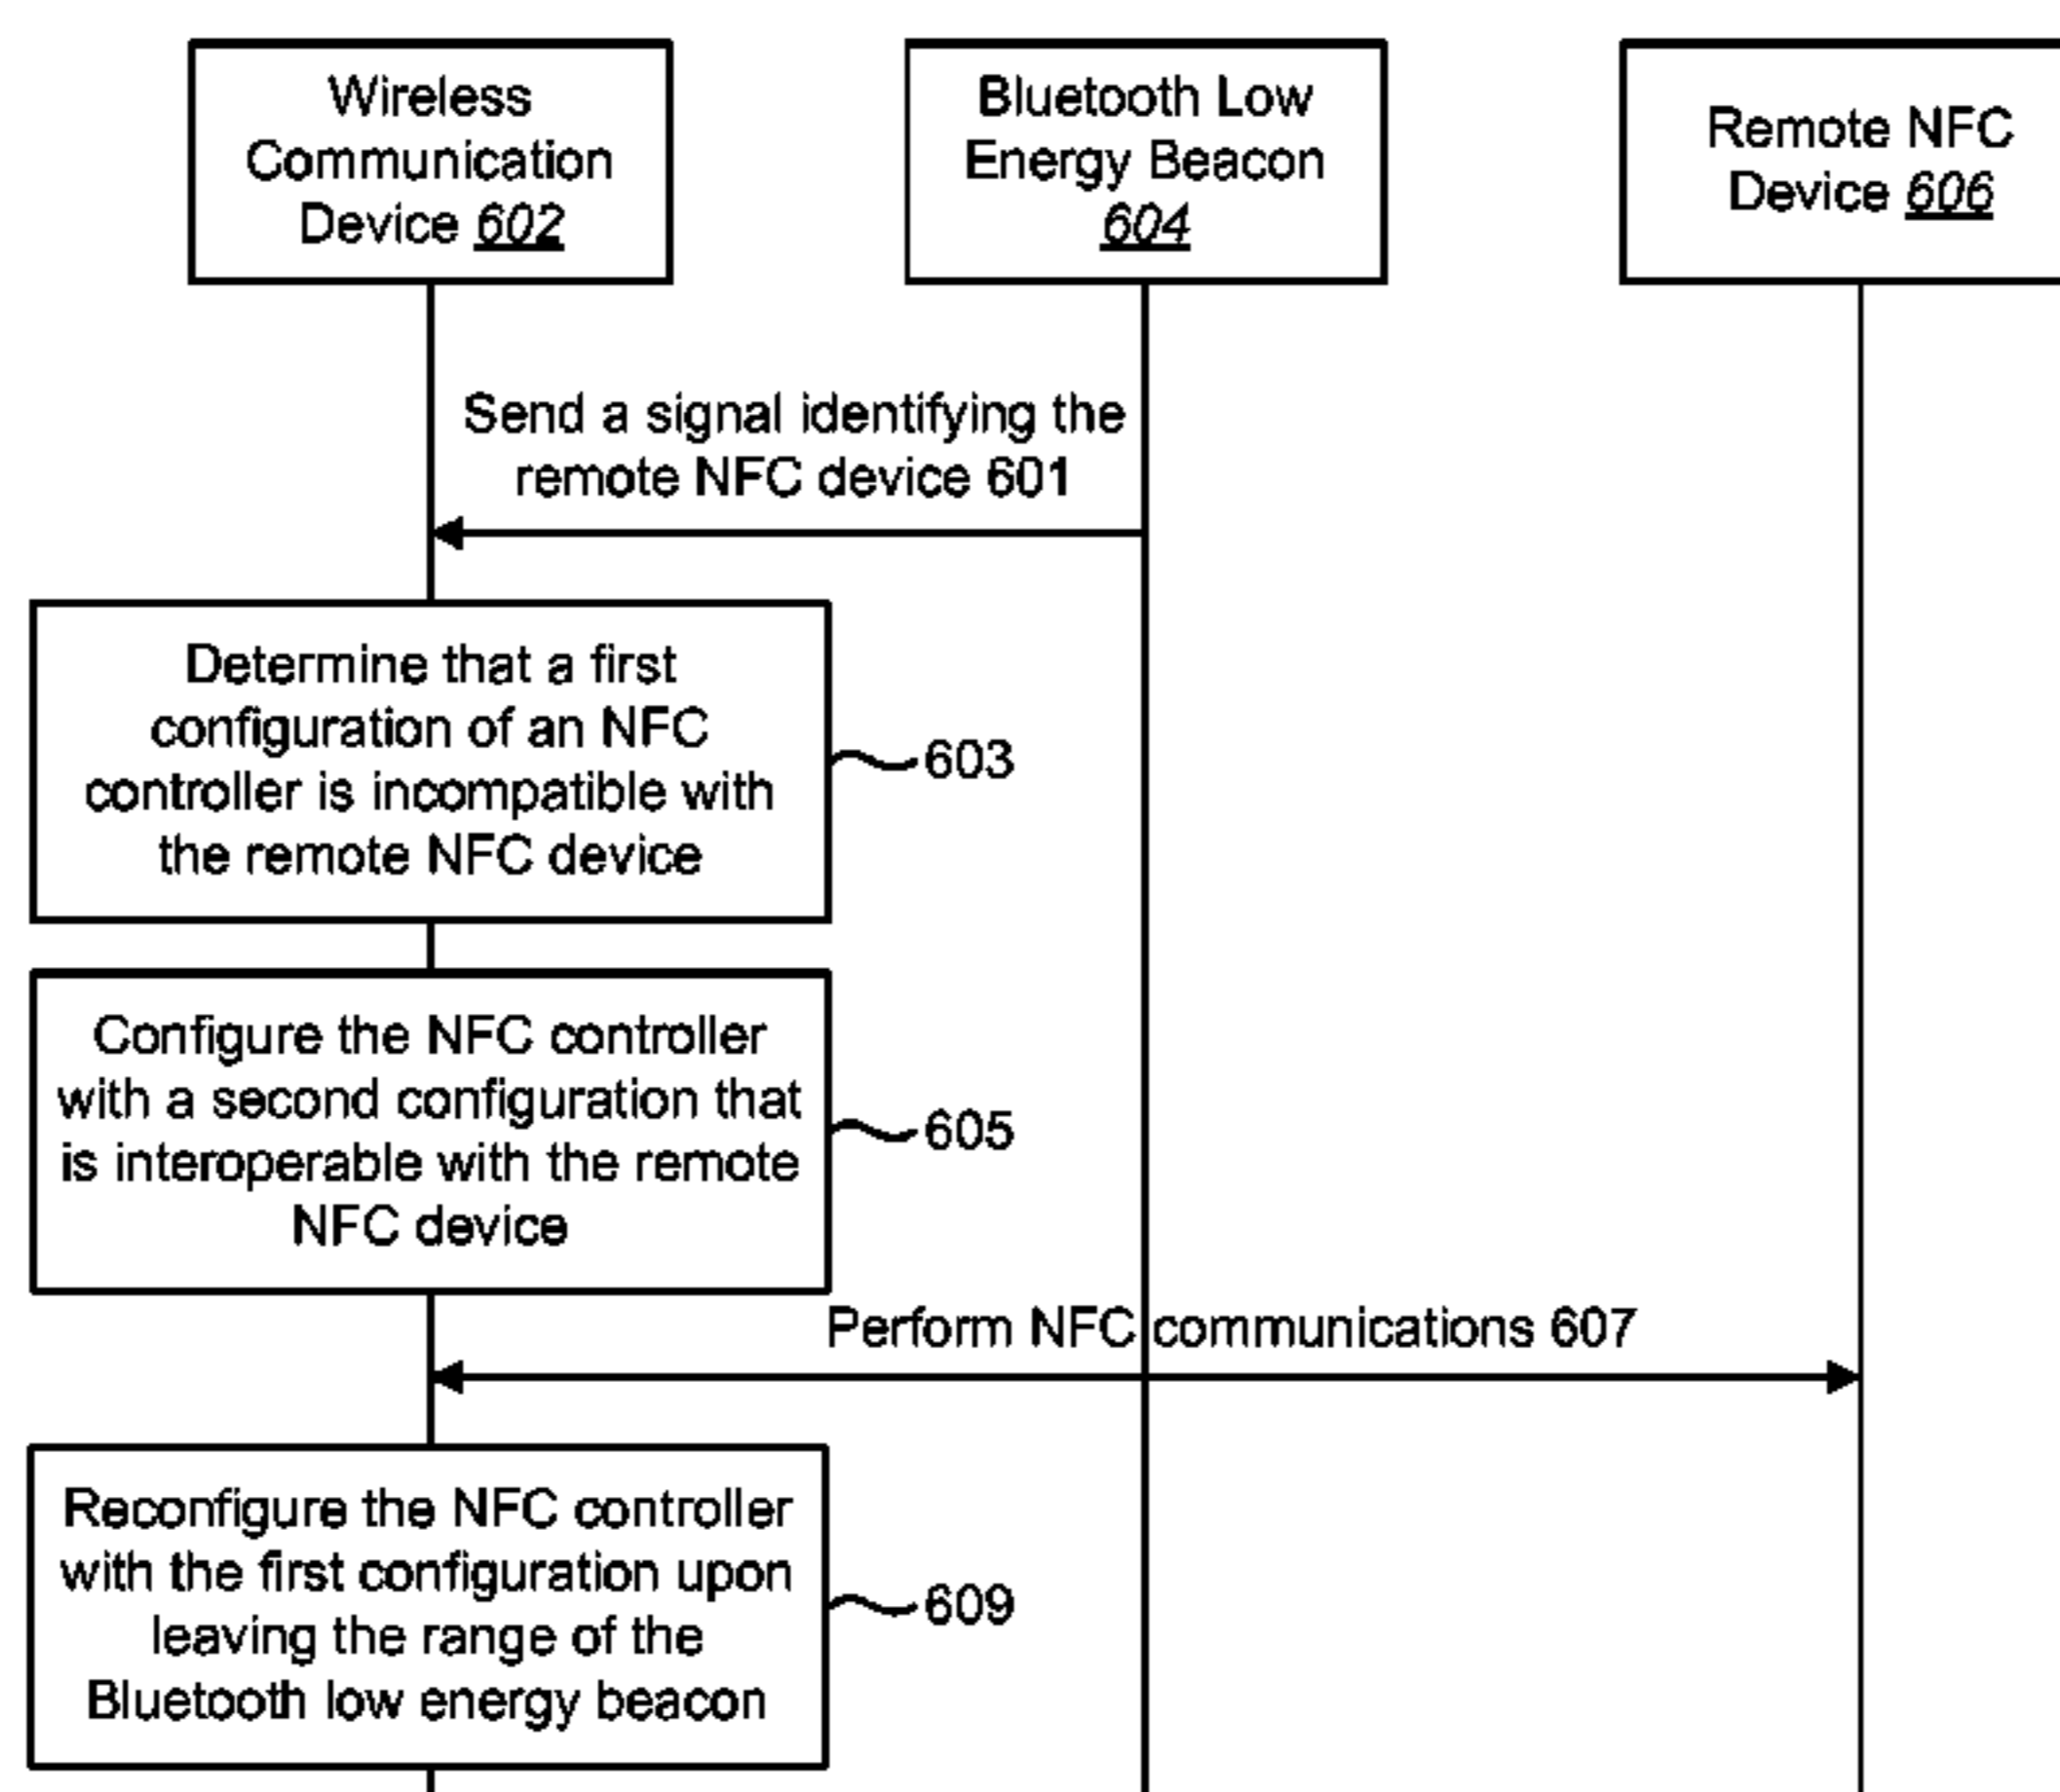 Wireless
Communication
Device 602
Bluetooth Low
Energy Beacon
604
Remote NFC
Device 606
Send a signal identifying the
remote NFC device 601
Determine that a first
configuration of an NFC
controller is incompatible with
the remote NFC device
603
Configure the NFC controller
with a second configuration that
is interoperable with the remote
NFC device
605
Perform NFC communications 607
Reconfigure the NFC controller
with the first configuration upon
leaving the range of the
Bluetooth low energy beacon
609